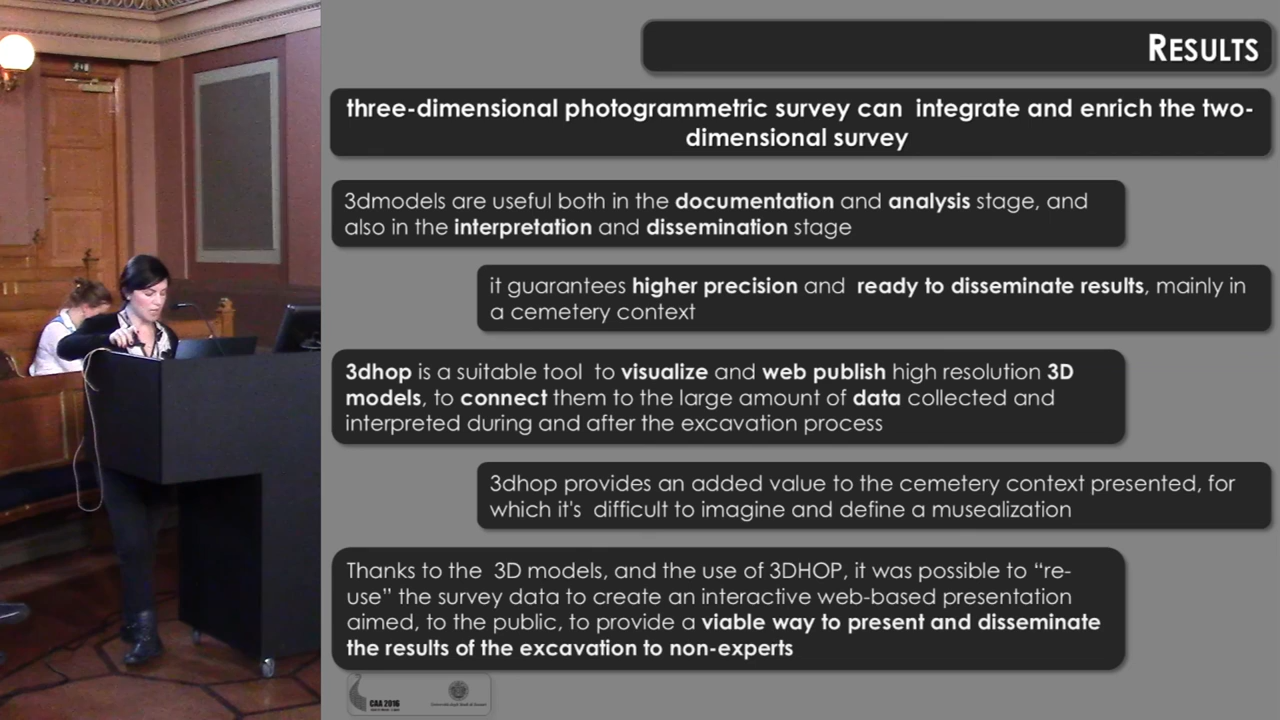 RESULTS
three-dimensional photogrammetric survey can integrate and enrich the two-
dimensional survey
3dmodels are useful both in the documentation and analysis stage, and
also in the interpretation and dissemination stage
it guarantees higher precision and ready to disseminate results, mainly in
a cemetery context
3dhop is a suitable tool to visualize and web publish high resolution 3D
models, to connect them to the large amount of data collected and
interpreted during and after the excavation process
3dhop provides an added value to the cemetery context presented, for
which it's difficult to imagine and define a musealization
Thanks to the 3D models, and the use of 3DHOP, it was possible to “re-
use” the survey data to create an interactive web-based presentation
aimed, to the public, to provide a viable way to present and disseminate
the results of the excavation to non-experts
CAA 2016